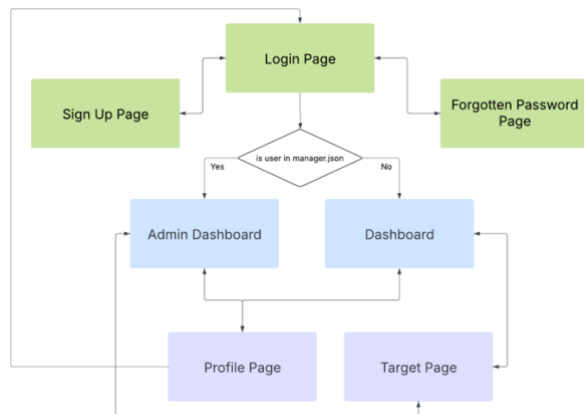 Login Page
Sign Up Page
Forgotten Password
Page
is user in manager.json
Yes
No
Admin Dashboard
Dashboard
Profile Page
Target Page